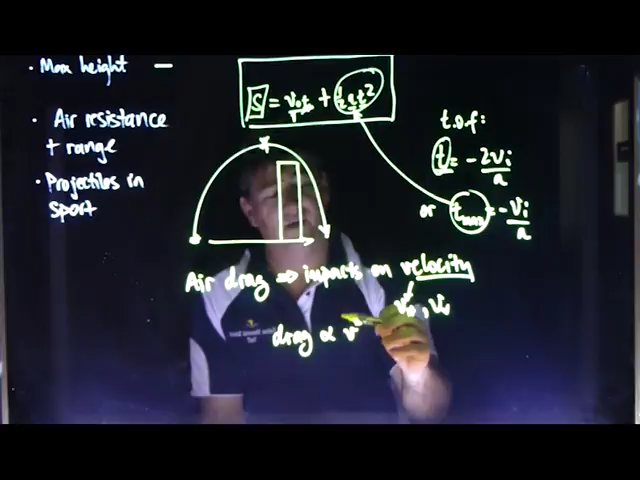 • Max height —
• Air resistance
+ range
• Projectiles in
sport
S = v₀t + ½at²
t.o.f:
t = -2vᵢ/a
or tmax = -vᵢ/a
Air drag ⇒ impacts on velocity
drag ∝ v²